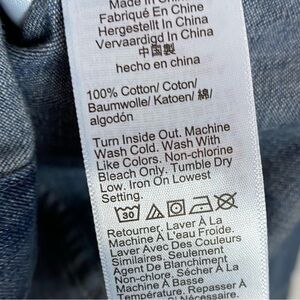 Made In China
Fabriqué En Chine
Hergestellt In China
Vervaardigd In China
中国製
hecho en china
100% Cotton/ Coton/
Baumwolle/ Katoen/ 綿/
algodón
Turn Inside Out. Machine
Wash Cold. Wash With
Like Colors. Non-chlorine
Bleach Only. Tumble Dry
Low. Iron On Lowest
Setting.
30
Retourner. Laver À La
Machine À L'eau Froide.
Laver Avec Des Couleurs
Similaires. Seulement
Agent De Blanchiment
Non-chlore. Sécher À La
Machine À Basse
Température. Repasser À